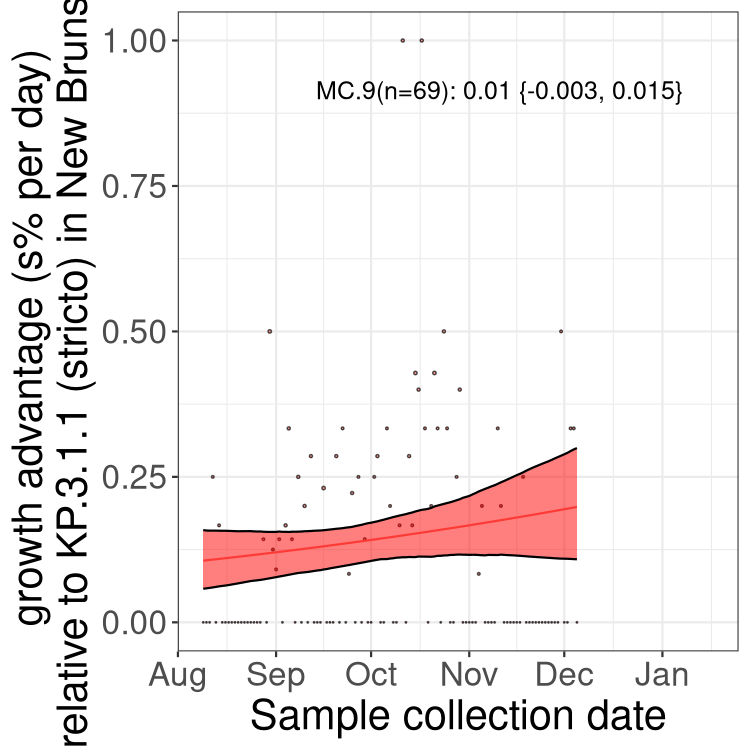 growth advantage (s% per day)
relative to KP.3.1.1 (stricto) in New Bruns
1.00
0.75
0.50
0.25
0.00
MC.9(n=69): 0.01 {-0.003, 0.015}
Aug Sep Oct Nov Dec Jan
Sample collection date